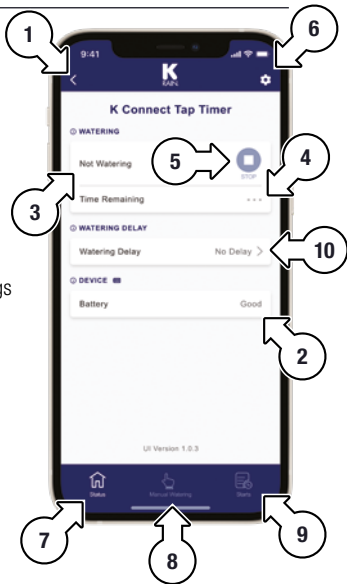 1
6
9:41
K
RAIN
K Connect Tap Timer
WATERING
Not Watering
5
STOP
4
3
Time Remaining
WATERING DELAY
Watering Delay
No Delay
10
gs
DEVICE
Battery
Good
2
UI Version 1.0.3
Status
Manual Watering
Starts
7
8
9